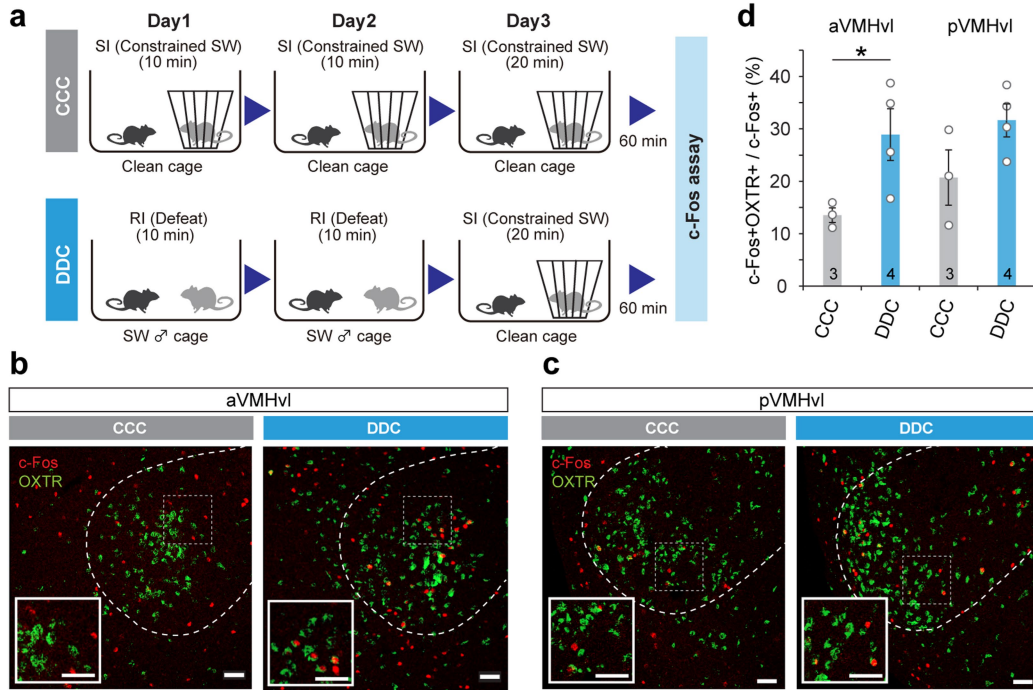 a
Day1
Day2
Day3
CCC
SI (Constrained SW)
(10 min)
SI (Constrained SW)
(10 min)
SI (Constrained SW)
(20 min)
60 min
Clean cage
Clean cage
Clean cage
DDC
RI (Defeat)
(10 min)
RI (Defeat)
(10 min)
SI (Constrained SW)
(20 min)
60 min
SW ♂ cage
SW ♂ cage
Clean cage
c-Fos assay
d
aVMHvl
pVMHvl
*
c-Fos+OXTR+ / c-Fos+ (%)
40
30
20
10
0
3
4
3
4
CCC
DDC
CCC
DDC
b
aVMHvl
CCC
DDC
c-Fos
OXTR
c
pVMHvl
CCC
DDC
c-Fos
OXTR